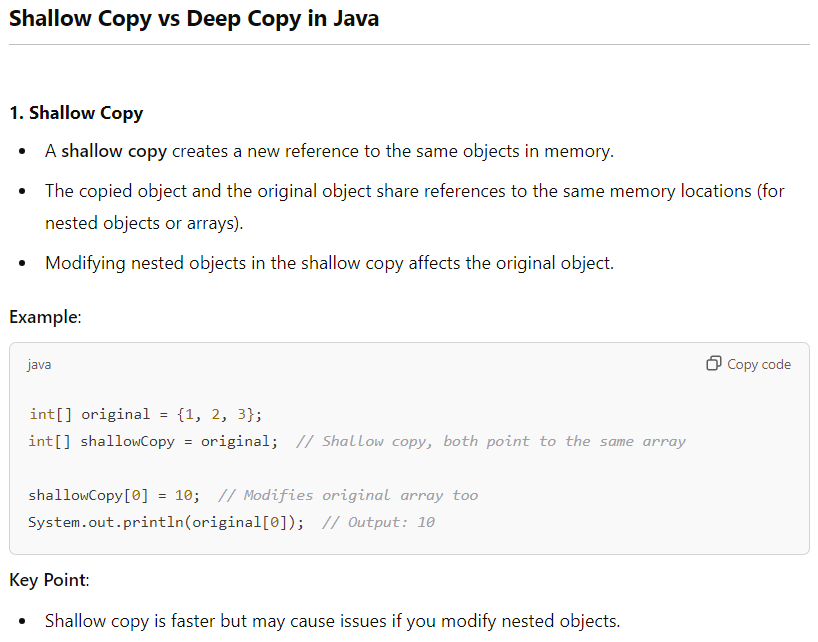 Shallow Copy vs Deep Copy in Java
1. Shallow Copy
• A shallow copy creates a new reference to the same objects in memory.
• The copied object and the original object share references to the same memory locations (for
nested objects or arrays).
• Modifying nested objects in the shallow copy affects the original object.
Example:
java Copy code
int[] original = {1, 2, 3};
int[] shallowCopy = original;  // Shallow copy, both point to the same array
shallowCopy[0] = 10;  // Modifies original array too
System.out.println(original[0]);  // Output: 10
Key Point:
• Shallow copy is faster but may cause issues if you modify nested objects.